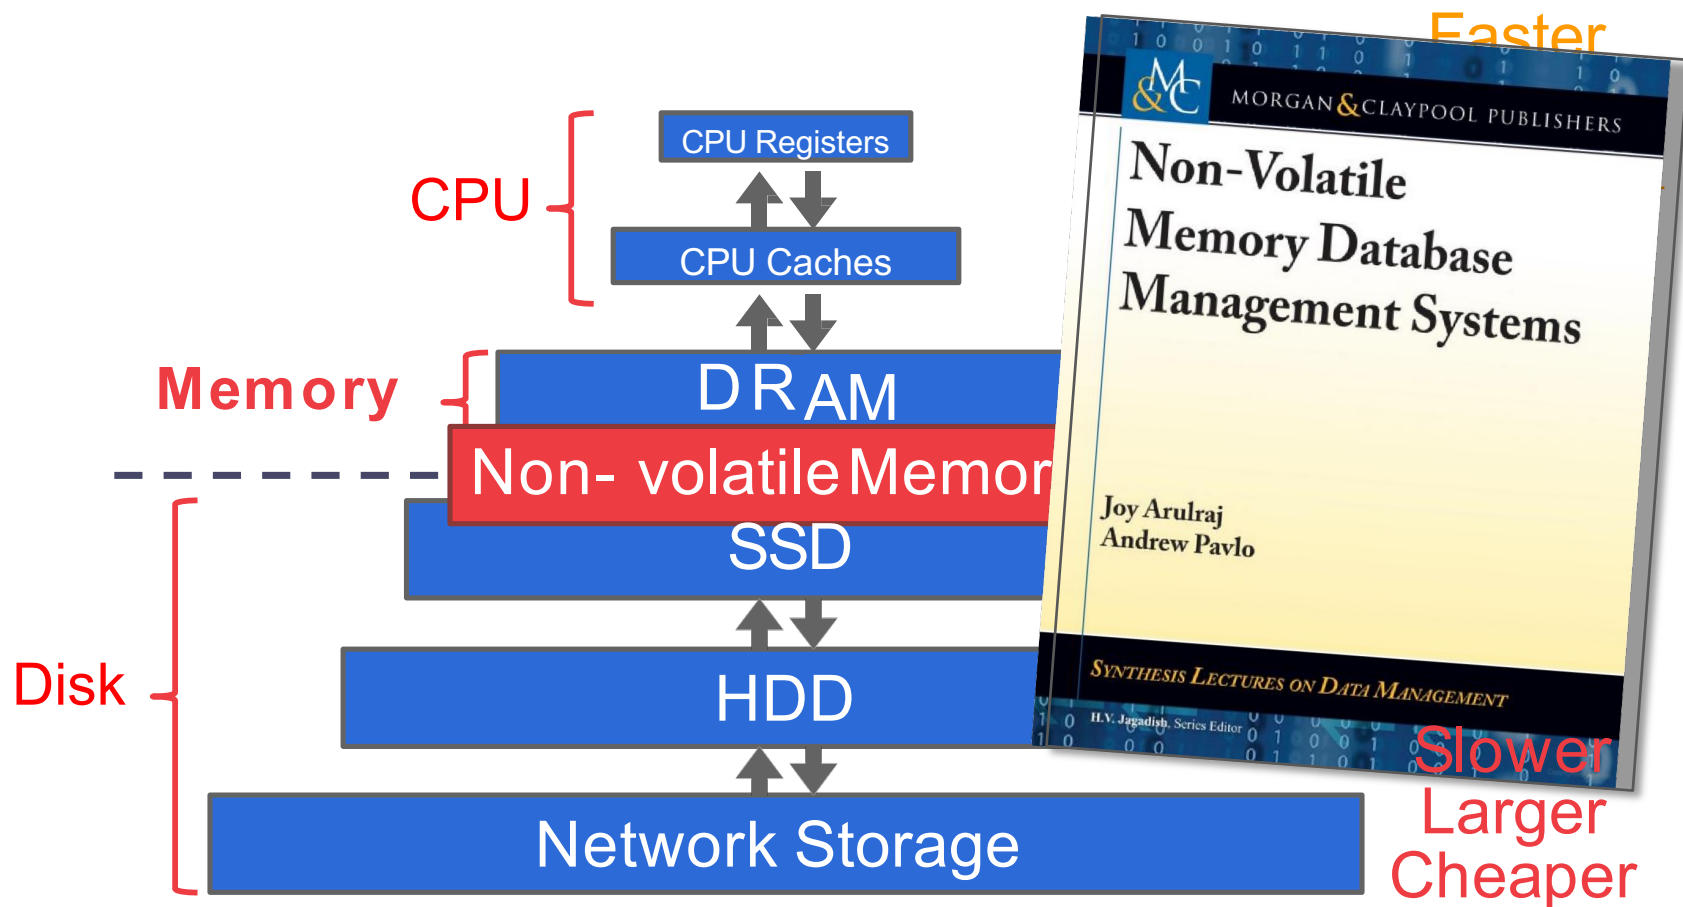 Faster
CPU Registers
CPU
CPU Caches
DRAM
Memory
Non- volatile Memor
SSD
Disk
HDD
Network Storage
M&C
MORGAN & CLAYPOOL PUBLISHERS
Non-Volatile
Memory Database
Management Systems
Joy Arulraj
Andrew Pavlo
SYNTHESIS LECTURES ON DATA MANAGEMENT
H.V. Jagadish, Series Editor
Slower
Larger
Cheaper